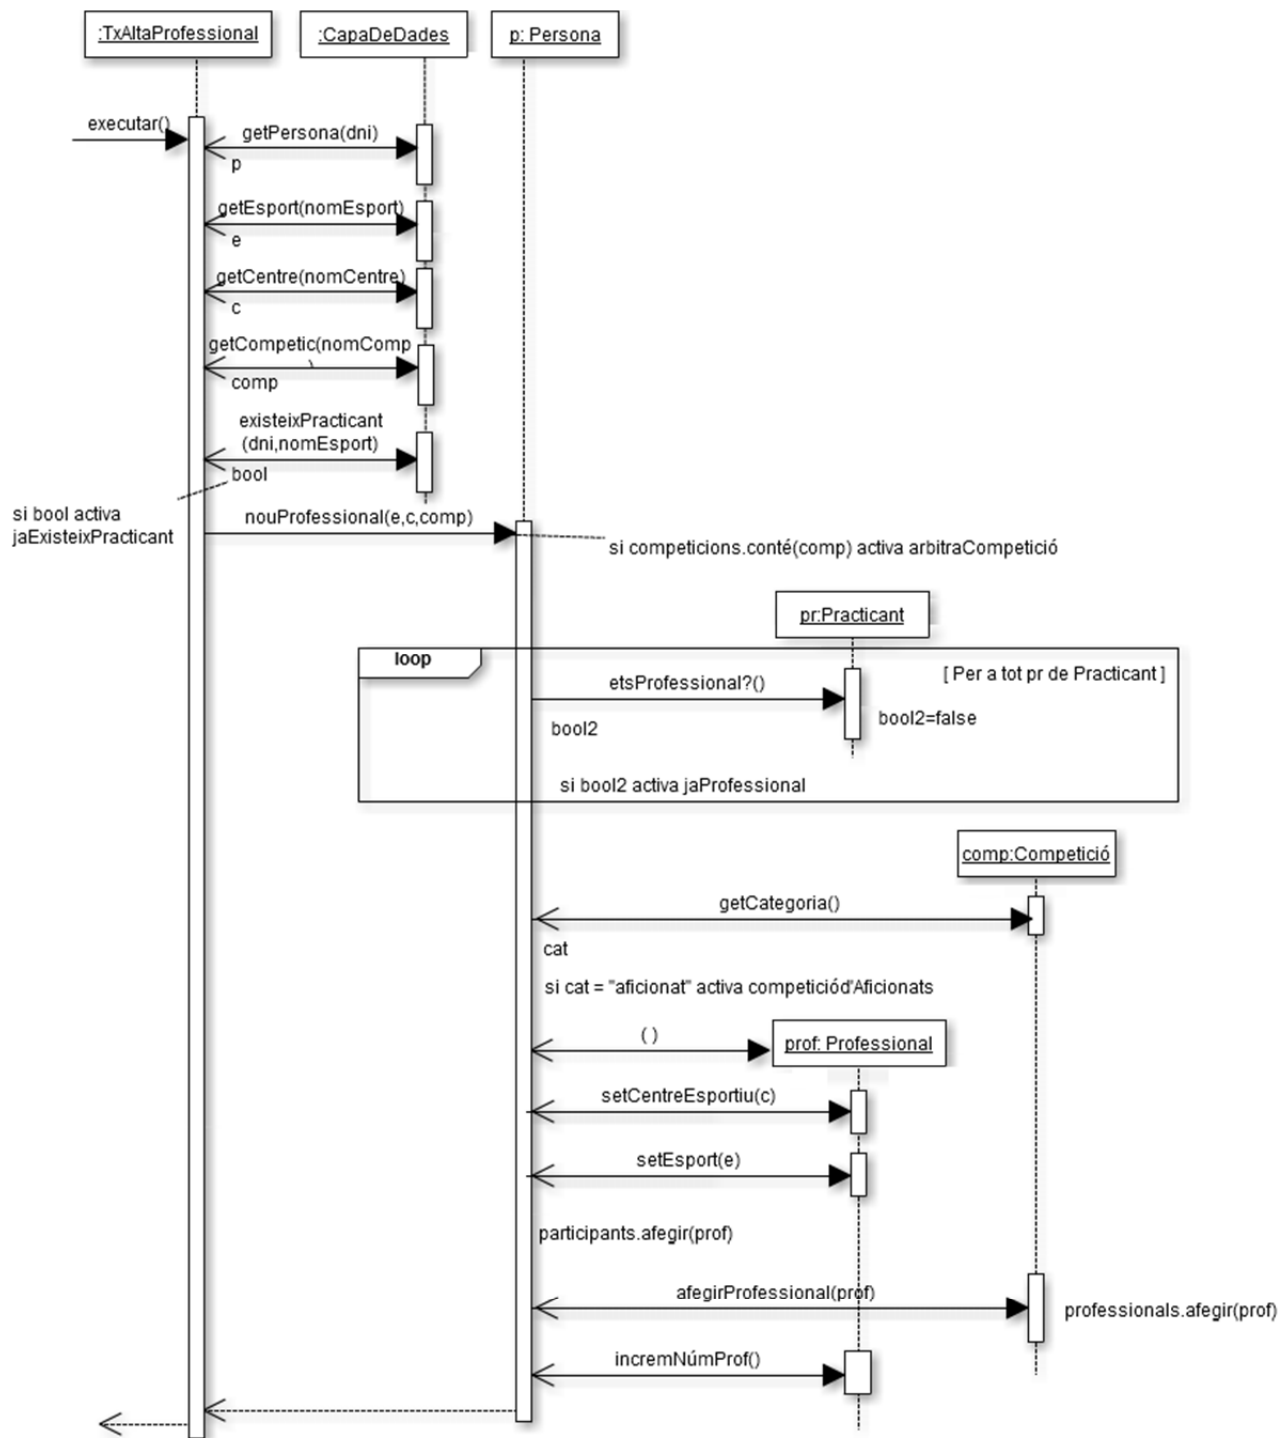 :TxAltaProfessional
:CapaDeDades
p: Persona
executar()
getPersona(dni)
p
getEsport(nomEsport)
e
getCentre(nomCentre)
c
getCompetic(nomComp
)
comp
existeixPracticant
(dni,nomEsport)
bool
si bool activa
jaExisteixPracticant
nouProfessional(e,c,comp)
si competicions.conté(comp) activa arbitraCompetició
pr:Practicant
loop
[ Per a tot pr de Practicant ]
etsProfessional?()
bool2=false
bool2
si bool2 activa jaProfessional
comp:Competició
getCategoria()
cat
si cat = "aficionat" activa competiciód'Aficionats
( )
prof: Professional
setCentreEsportiu(c)
setEsport(e)
participants.afegir(prof)
afegirProfessional(prof)
professionals.afegir(prof)
incremNúmProf()